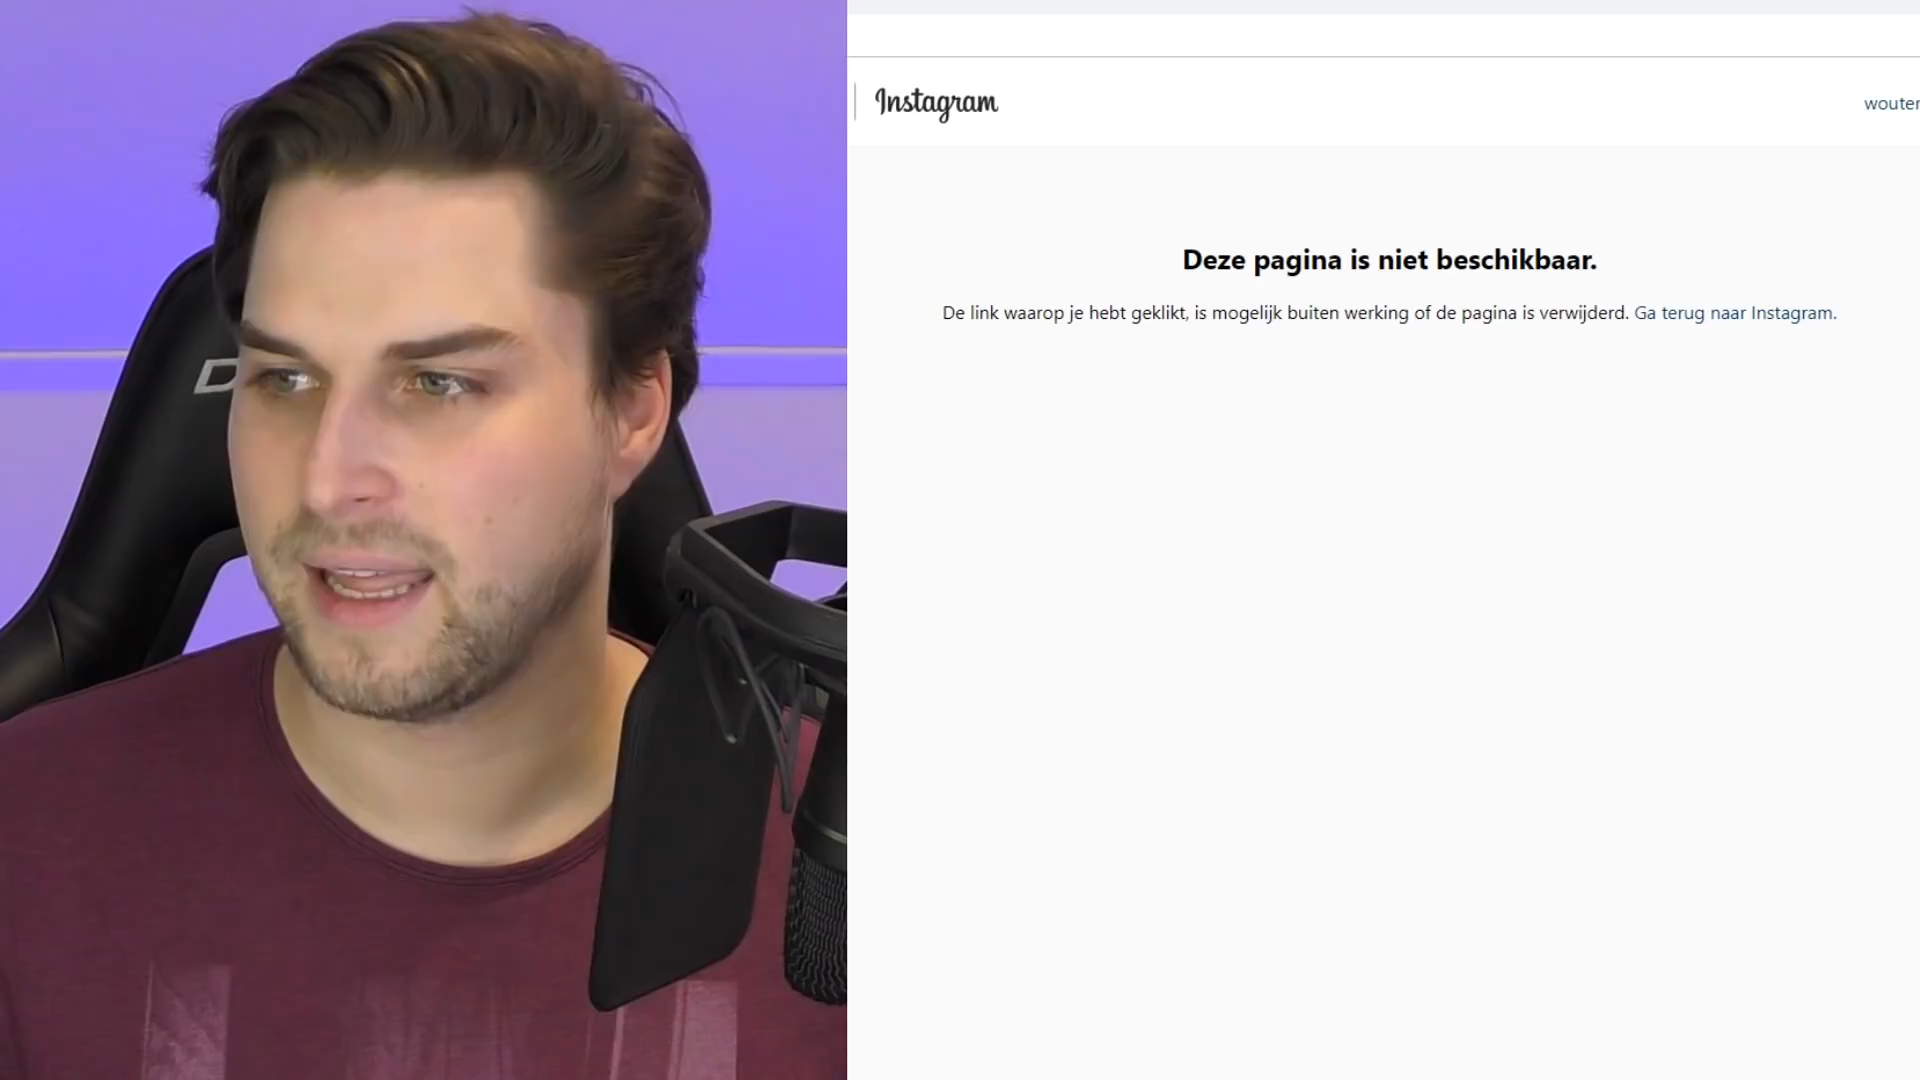 Instagram
wouter
Deze pagina is niet beschikbaar.
De link waarop je hebt geklikt, is mogelijk buiten werking of de pagina is verwijderd. Ga terug naar Instagram.
D